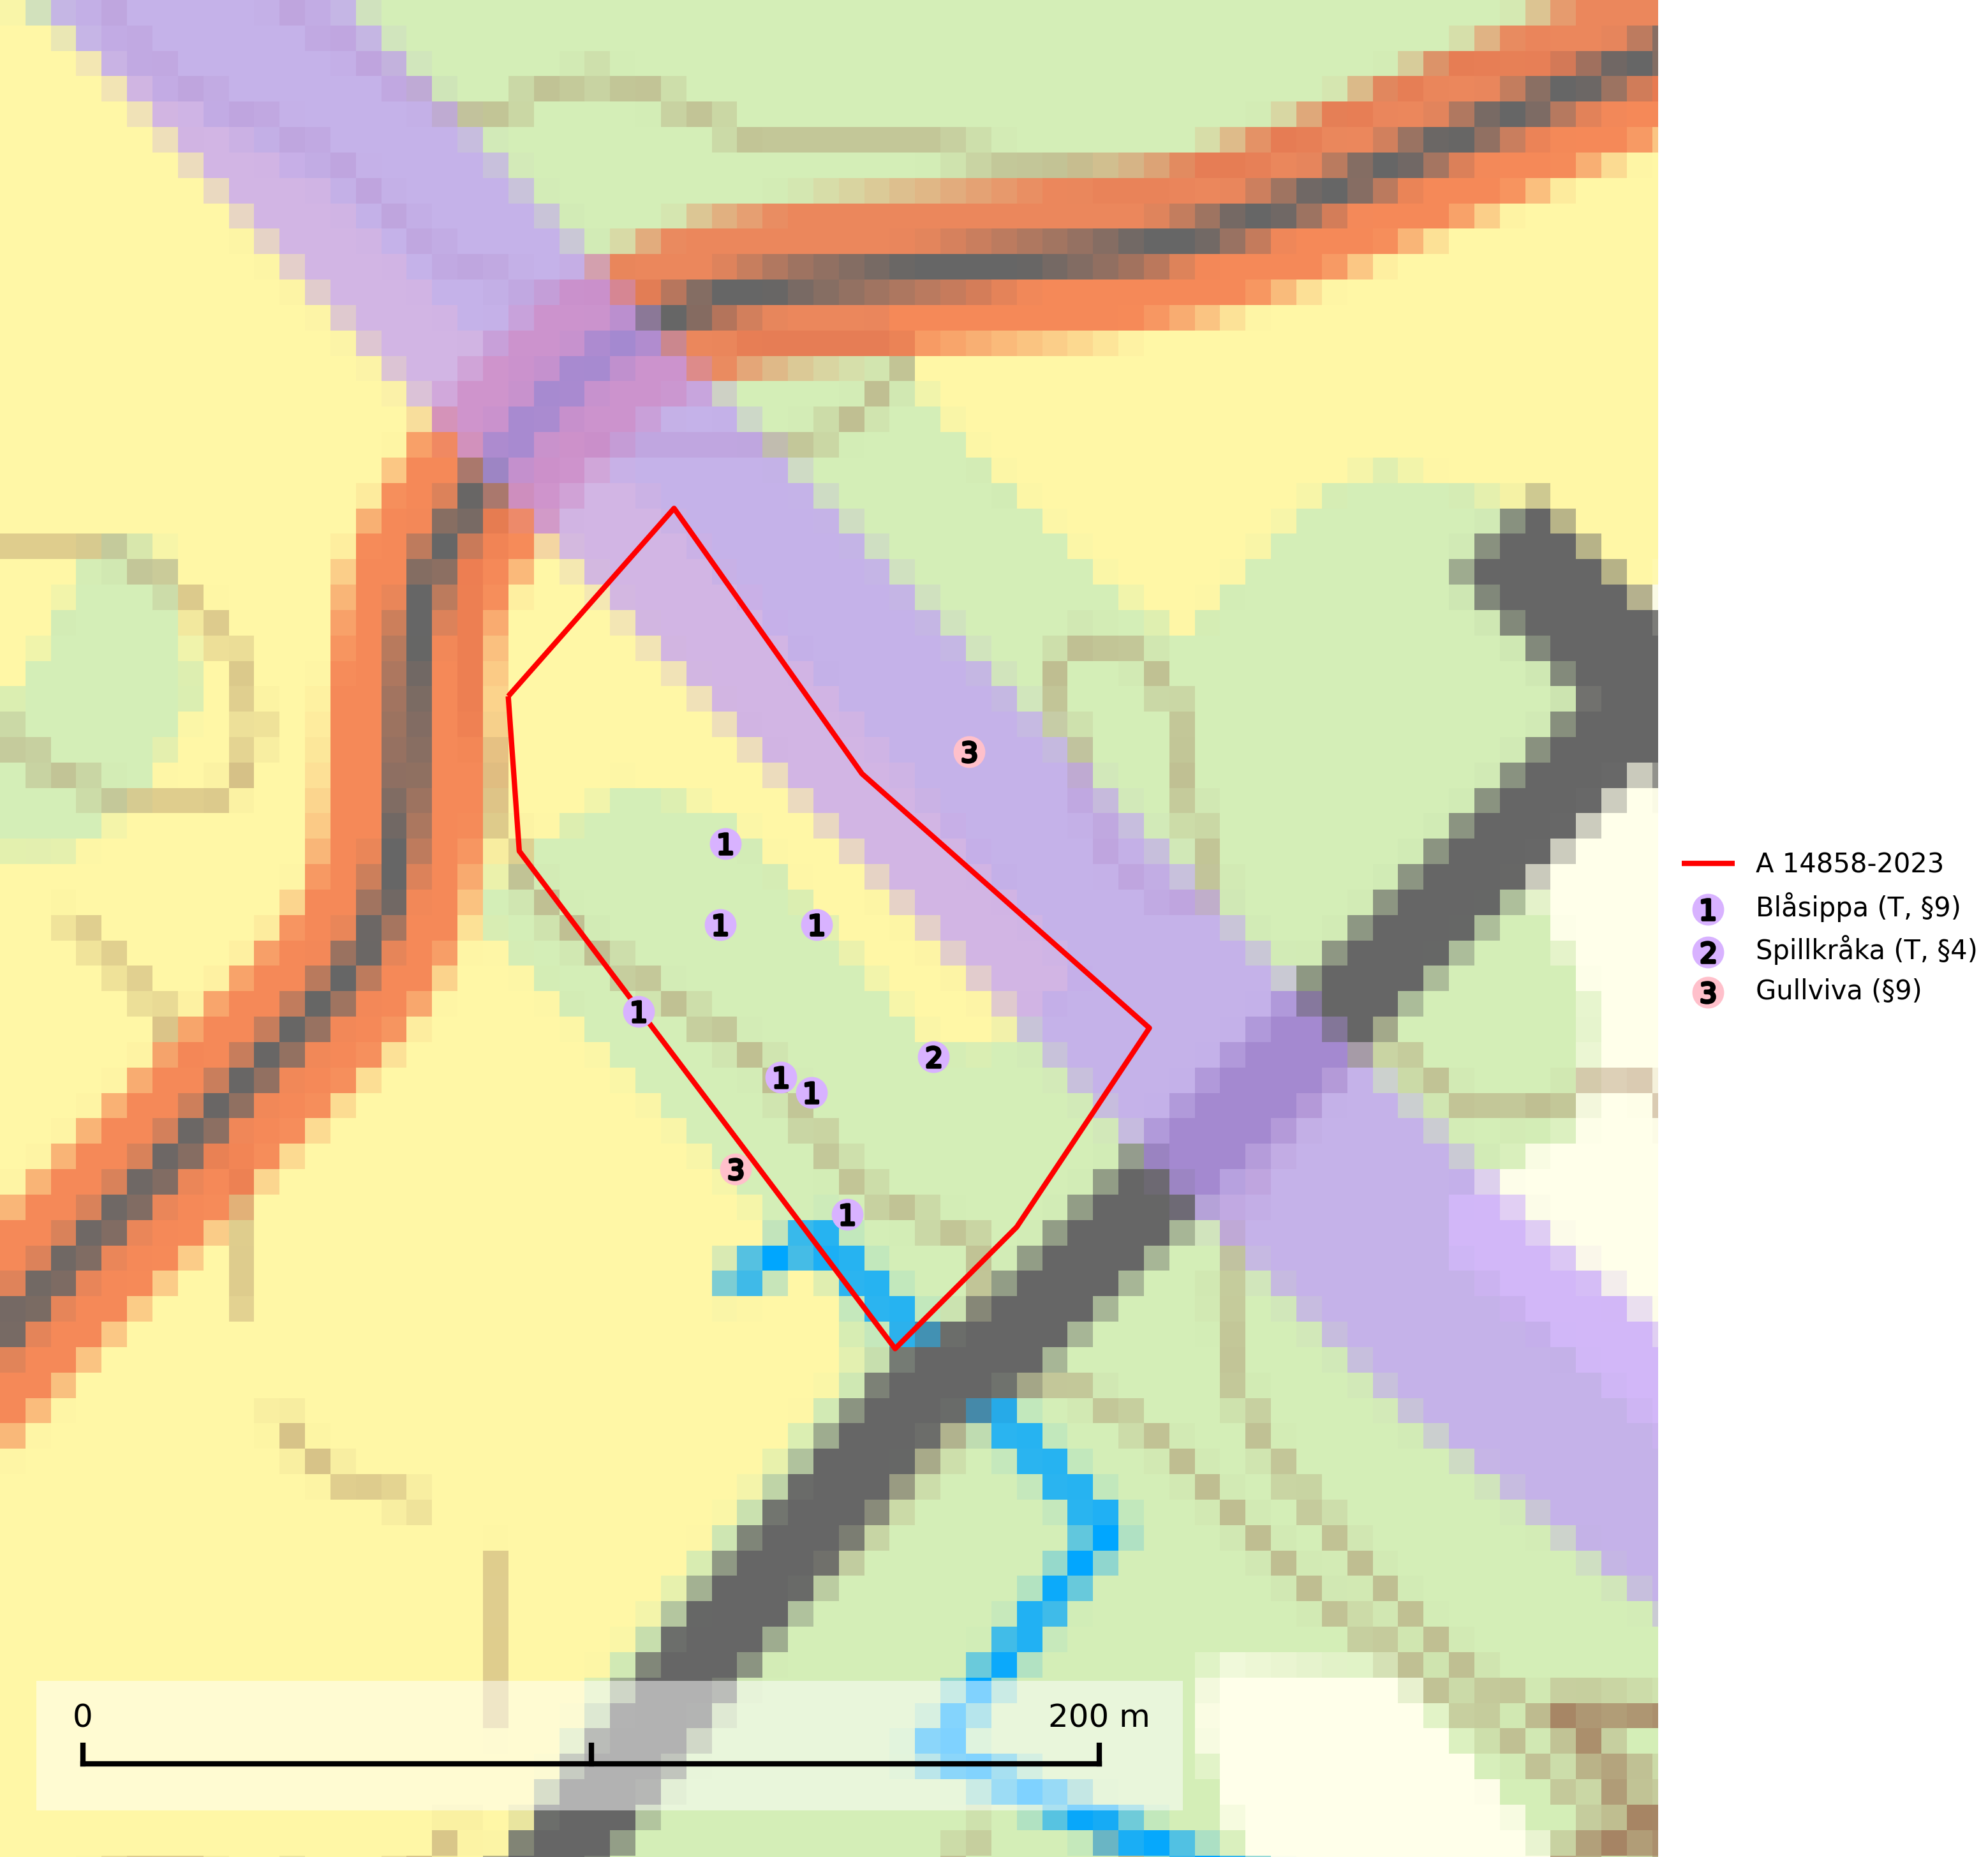 3
1
1
1
1
2
1
1
3
1
A 14858-2023
1 Blåsippa (T, §9)
2 Spillkråka (T, §4)
3 Gullviva (§9)
0 200 m